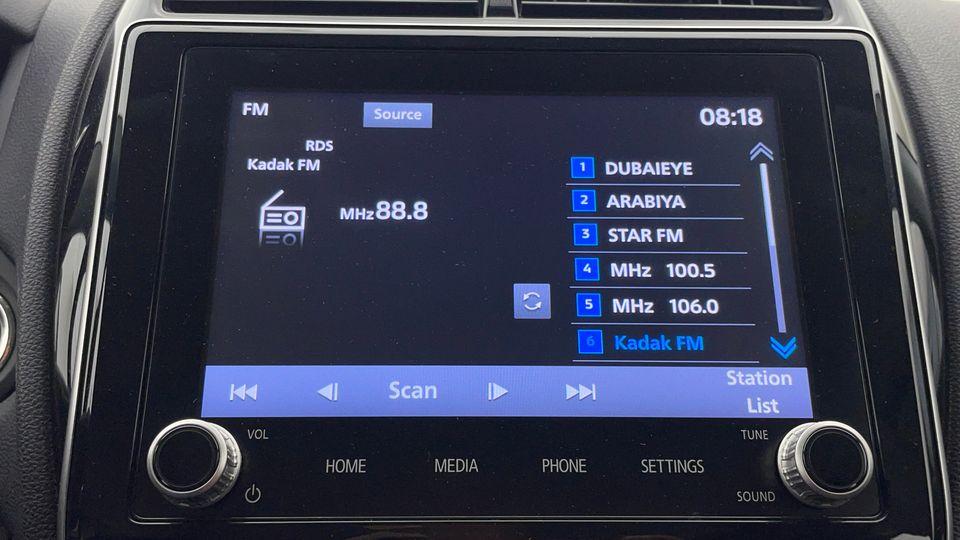 FM
Source
08:18
RDS
Kadak FM
MHz 88.8
1 DUBAIEYE
2 ARABIYA
3 STAR FM
4 MHz 100.5
5 MHz 106.0
6 Kadak FM
Scan
Station
List
VOL
TUNE
HOME
MEDIA
PHONE
SETTINGS
SOUND